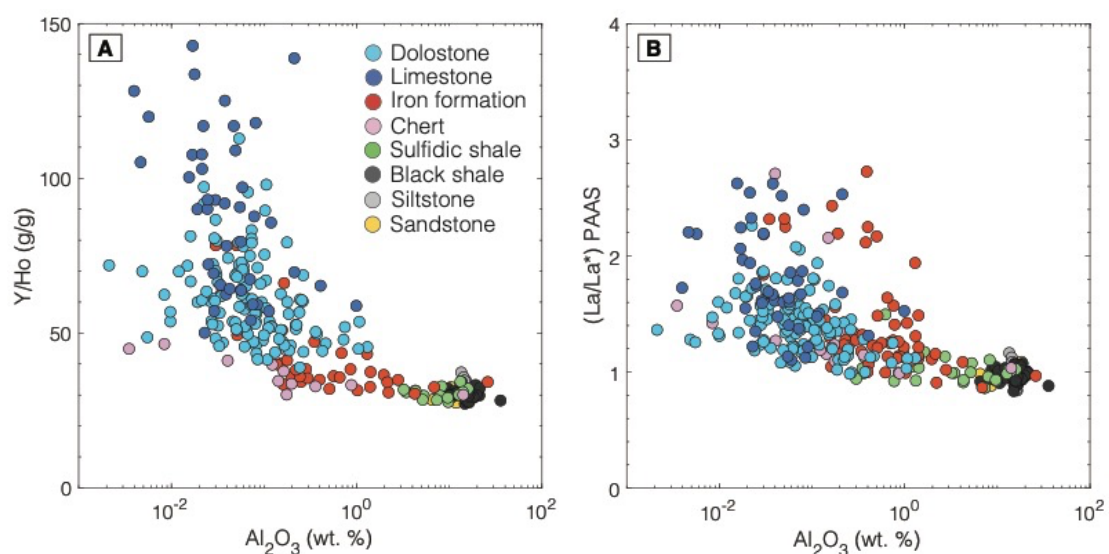 A
150
100
50
0
Y/Ho (g/g)
Dolostone
Limestone
Iron formation
Chert
Sulfidic shale
Black shale
Siltstone
Sandstone
10⁻²
10⁰
10²
Al₂O₃ (wt. %)
B
4
3
2
1
0
(La/La*) PAAS
10⁻²
10⁰
10²
Al₂O₃ (wt. %)